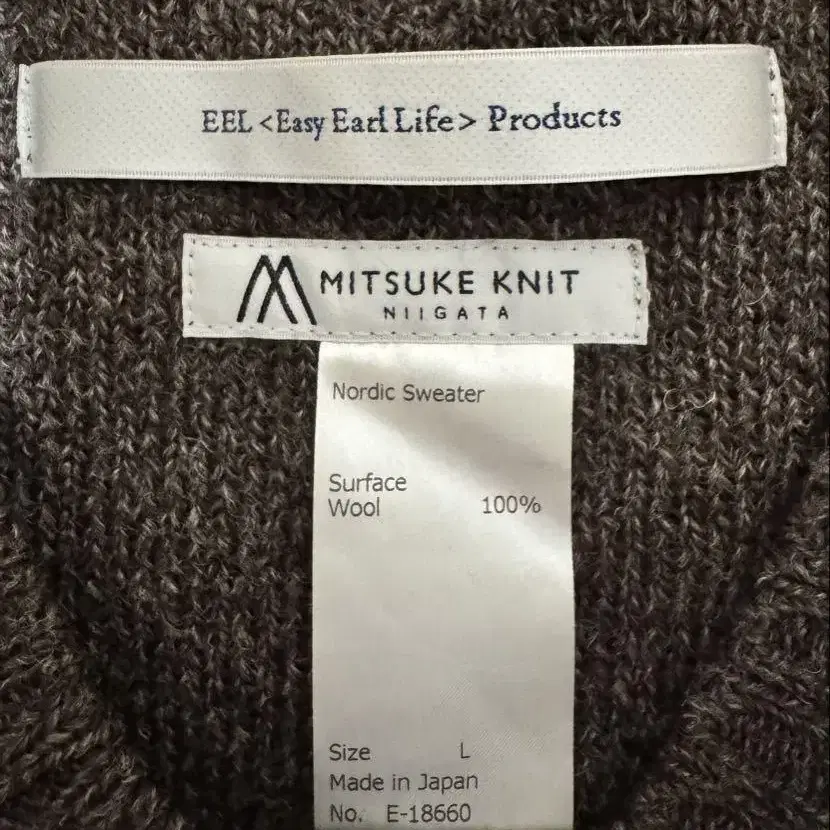 EEL <Easy Earl Life> Products
MITSUKE KNIT
NIIGATA
Nordic Sweater
Surface
Wool 100%
Size L
Made in Japan
No. E-18660